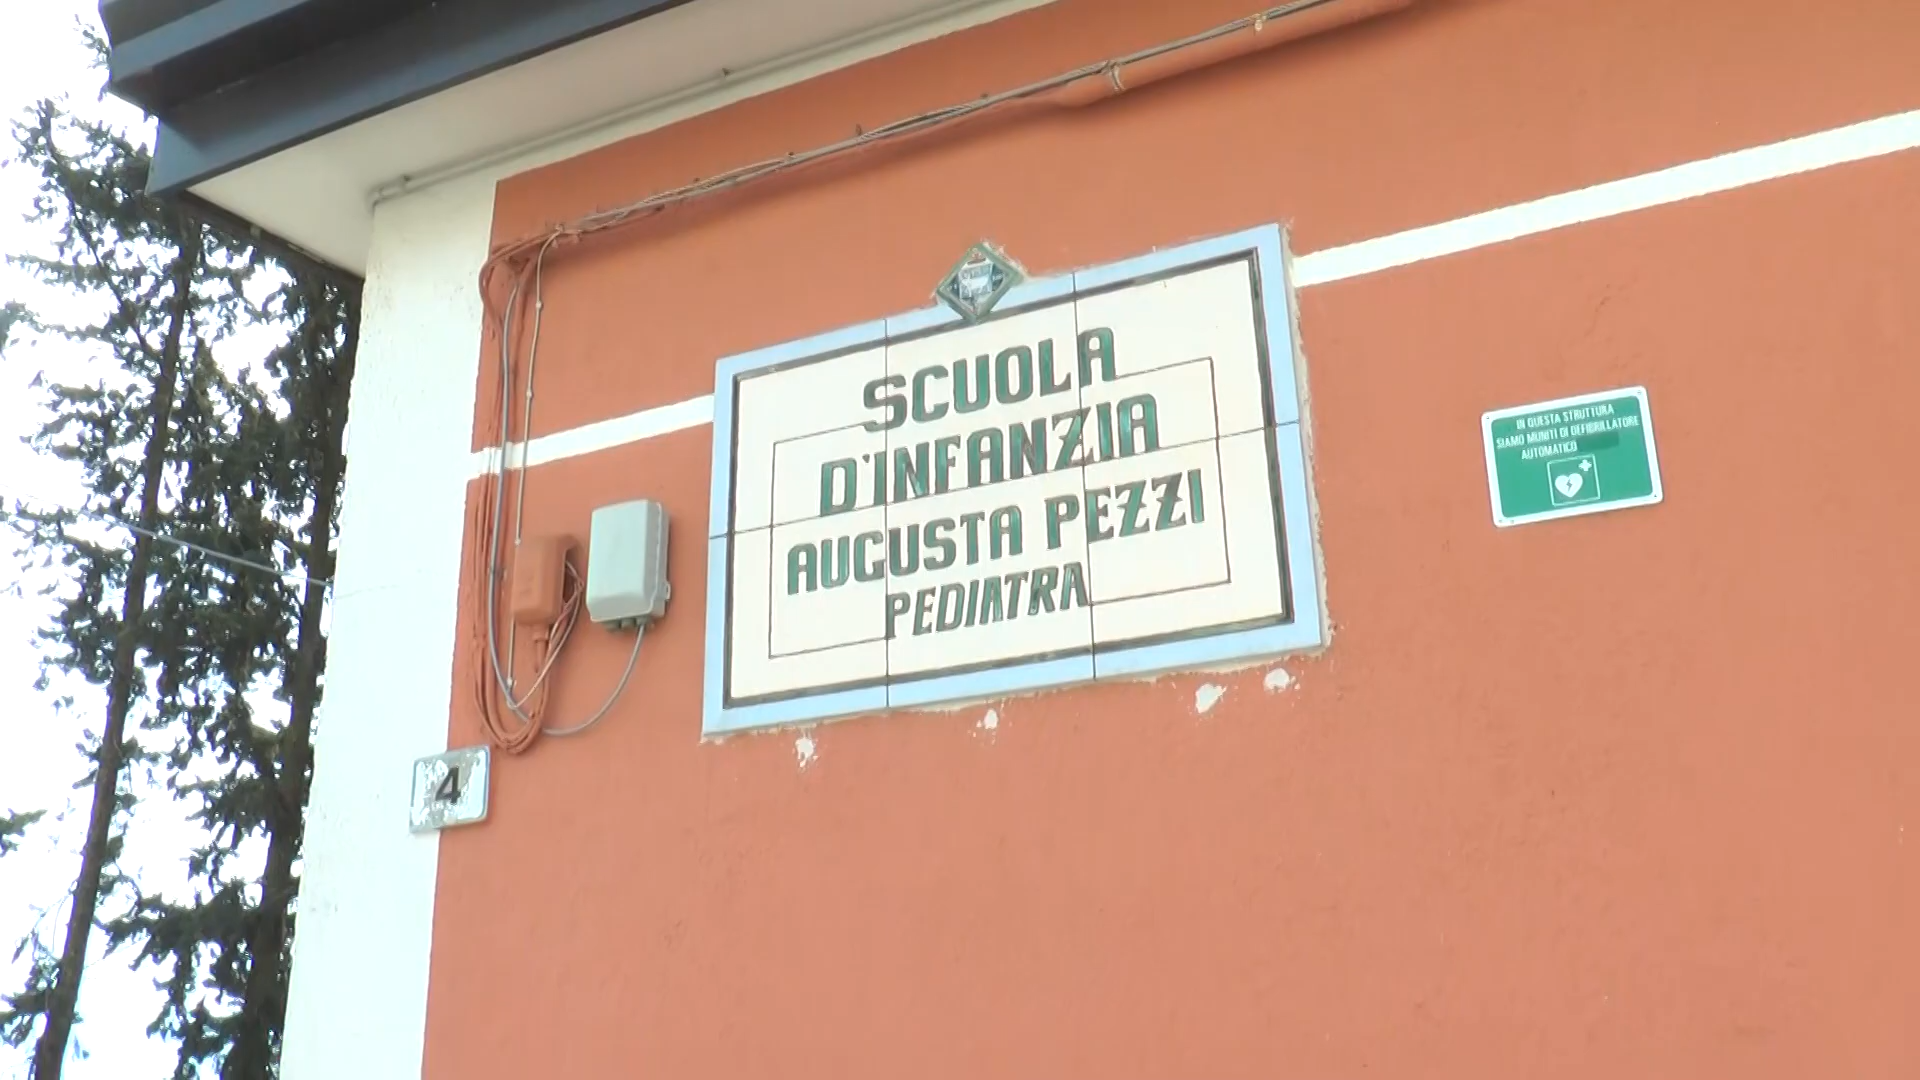 SCUOLA
D'INFANZIA
AUGUSTA PEZZI
PEDIATRA
IN QUESTA STRUTTURA
SIAMO MUNITI DI DEFIBRILLATORE
AUTOMATICO
4